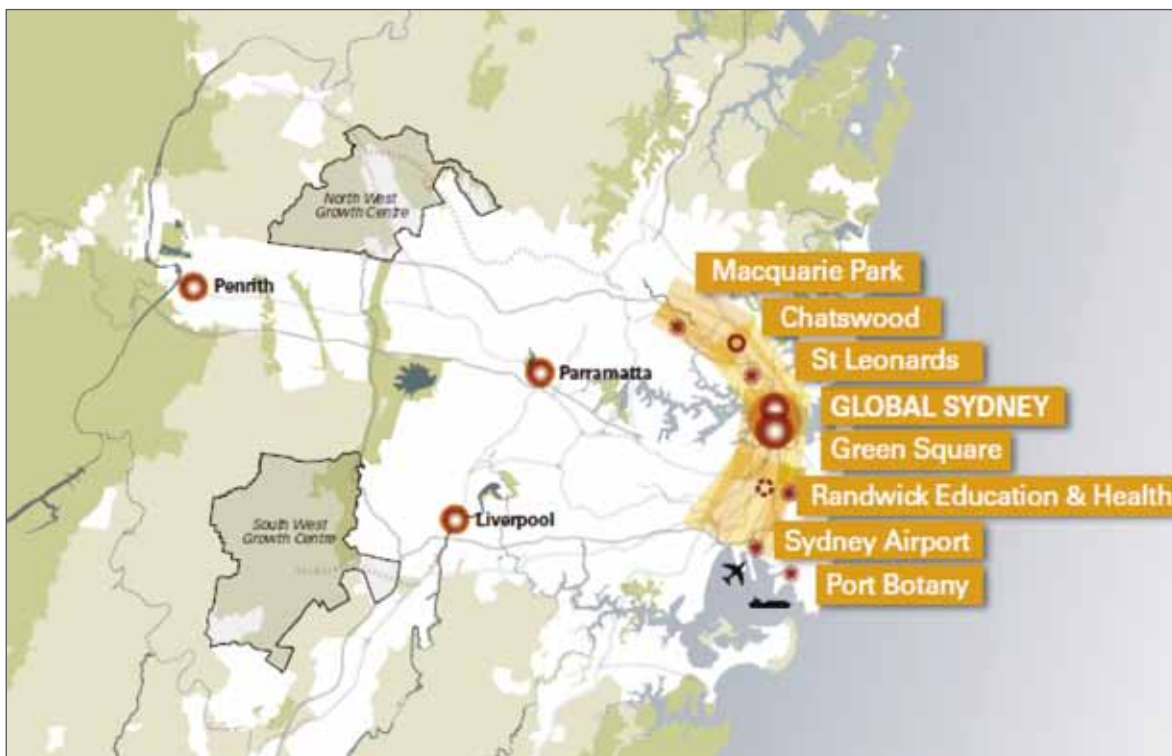 North West
Growth Centre
Macquarie Park
Penrith
Chatswood
St Leonards
Parramatta
GLOBAL SYDNEY
Green Square
Randwick Education & Health
Liverpool
South West
Growth Centre
Sydney Airport
Port Botany